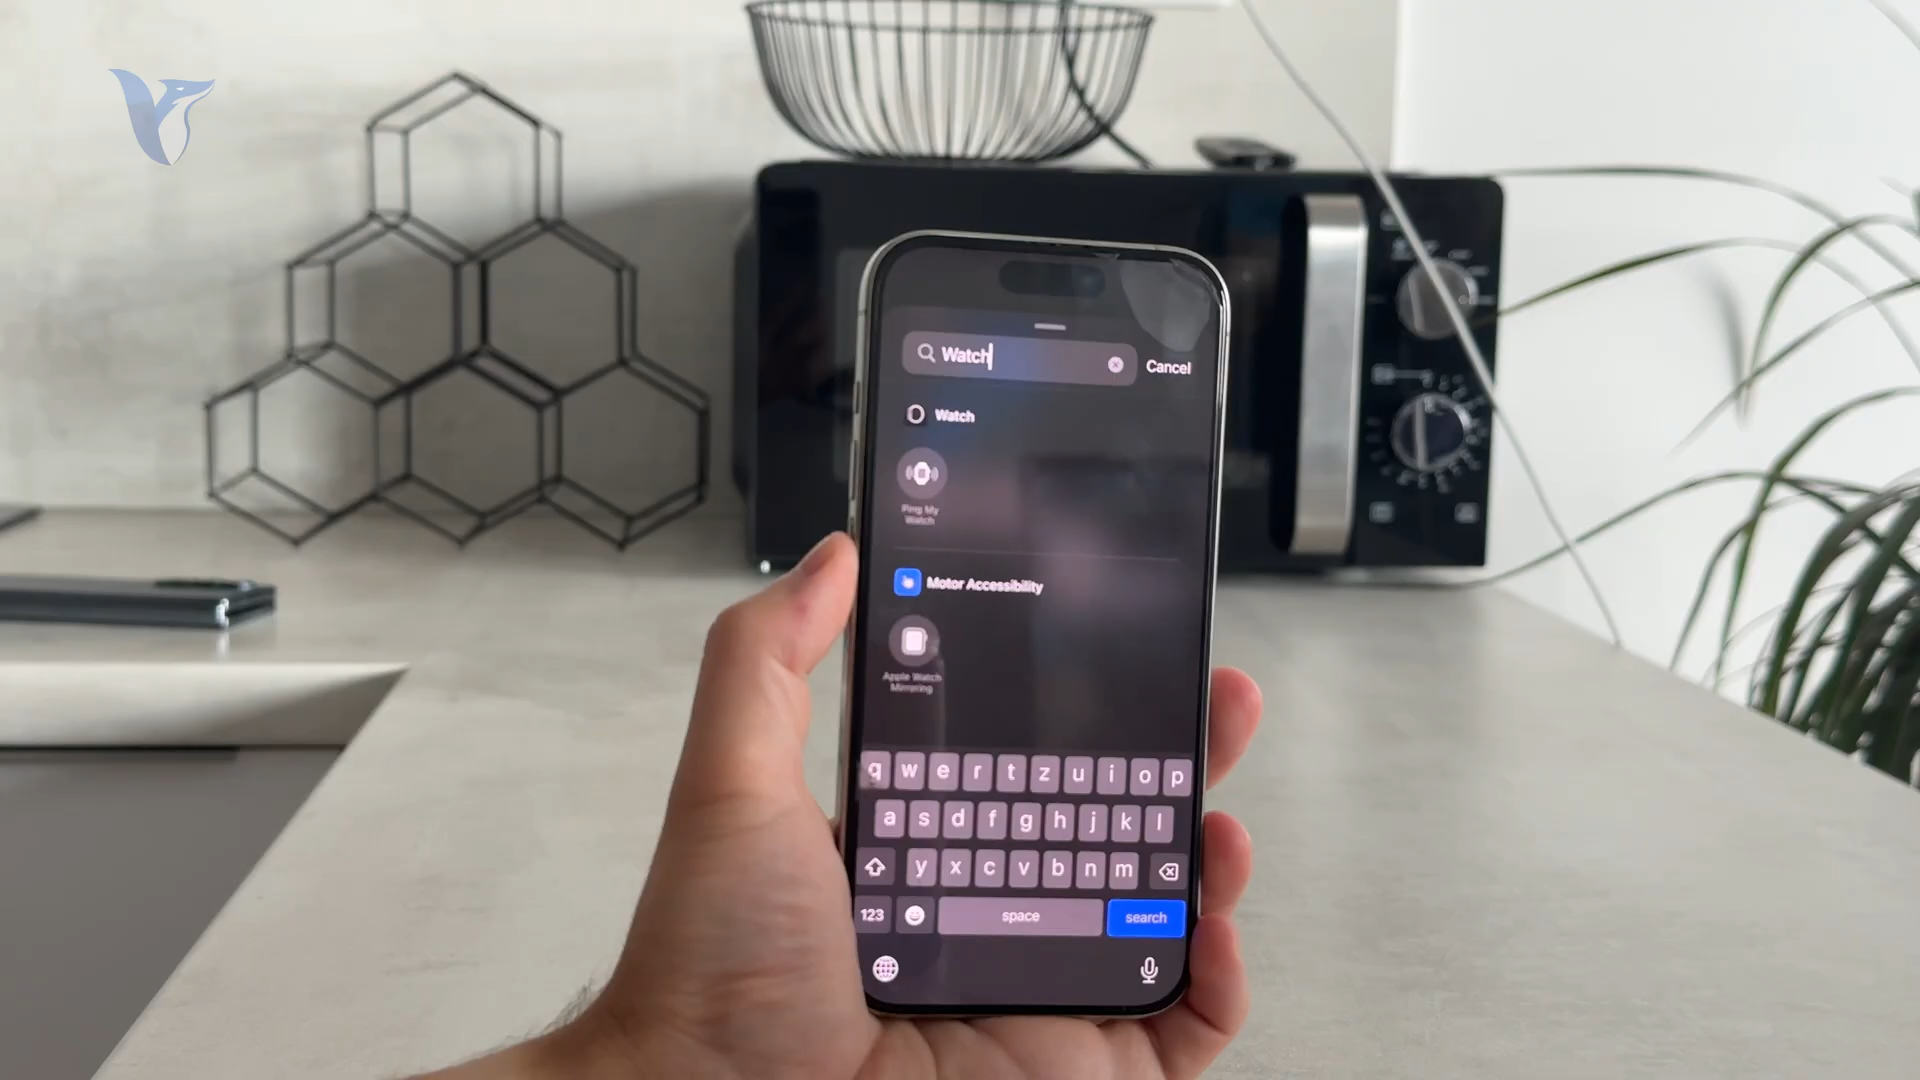 Watch
Cancel
Watch
Ping My
Watch
Motor Accessibility
Apple Watch
Mirroring
q w e r t z u i o p
a s d f g h j k l
y x c v b n m
123
space
search